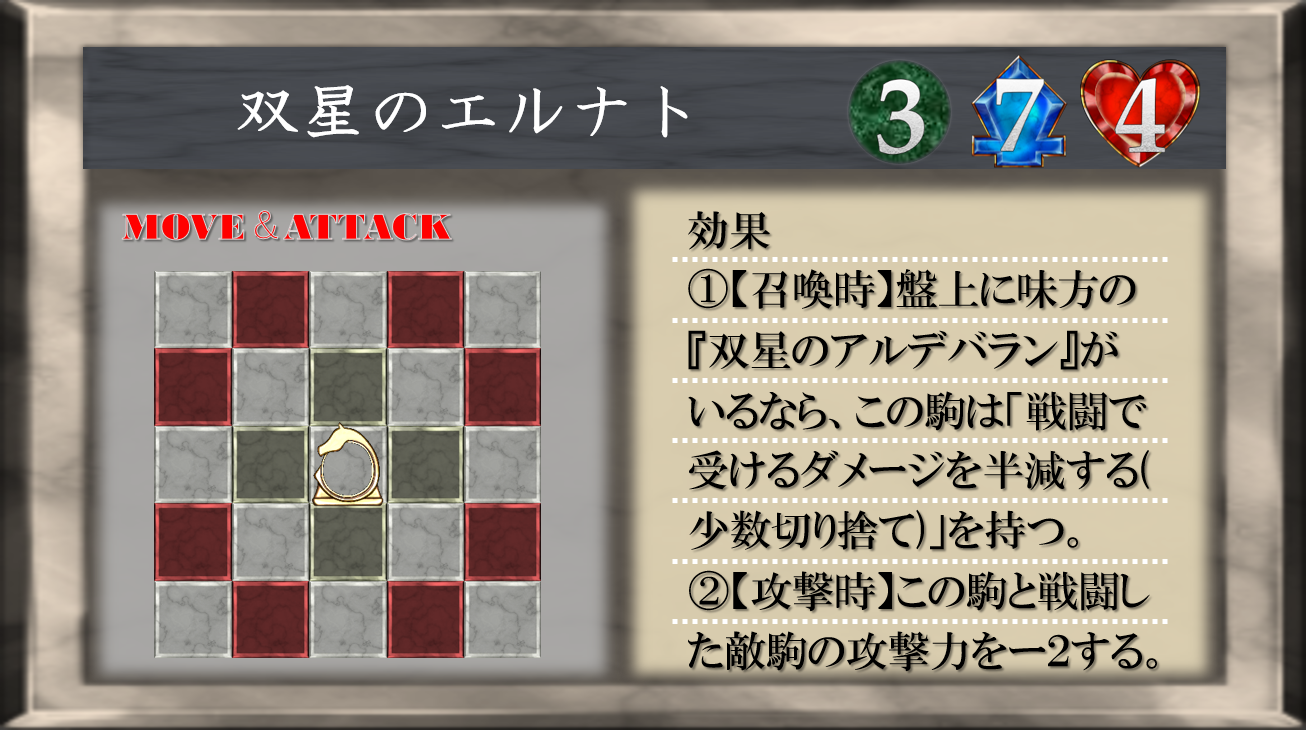 双星のエルナト 3 7 4
MOVE & ATTACK
効果
①【召喚時】盤上に味方の
『双星のアルデバラン』が
いるなら、この駒は「戦闘で
受けるダメージを半減する(
少数切り捨て)」を持つ。
②【攻撃時】この駒と戦闘し
た敵駒の攻撃力をー2する。